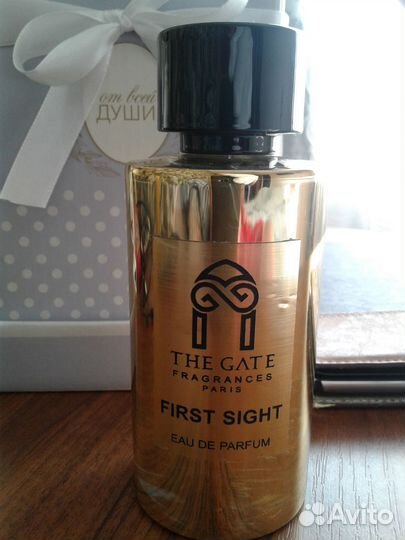 от всей
ДУШИ
THE GATE
FRAGRANCES
PARIS
FIRST SIGHT
EAU DE PARFUM
Avito